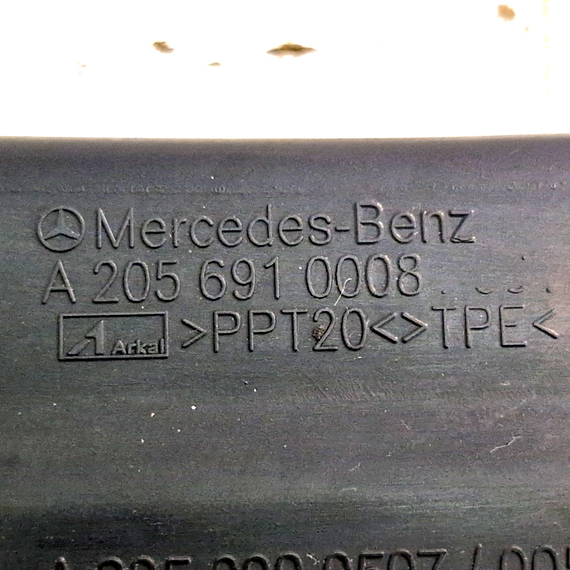 Mercedes-Benz
A 205 691 0008
Arkal >PPT20<>TPE<